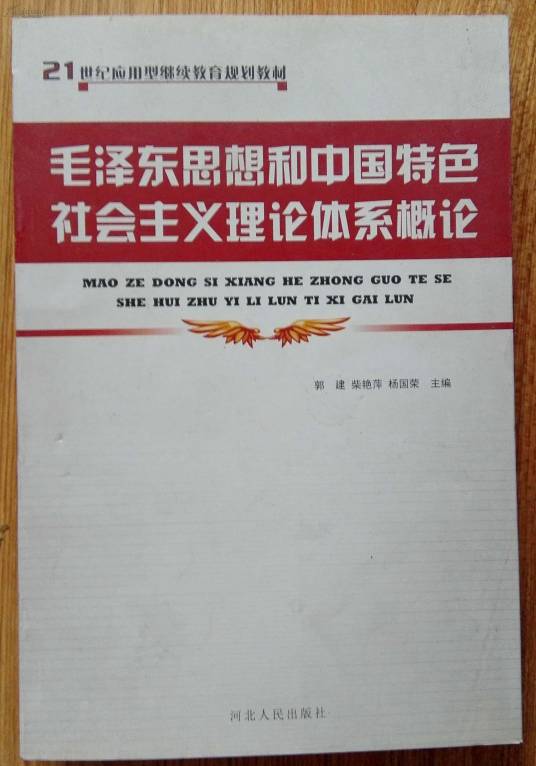 21世纪应用型继续教育规划教材
毛泽东思想和中国特色
社会主义理论体系概论
MAO ZE DONG SI XIANG HE ZHONG GUO TE SE
SHE HUI ZHU YI LI LUN TI XI GAI LUN
郭 建 柴艳萍 杨国荣 主编
河北人民出版社